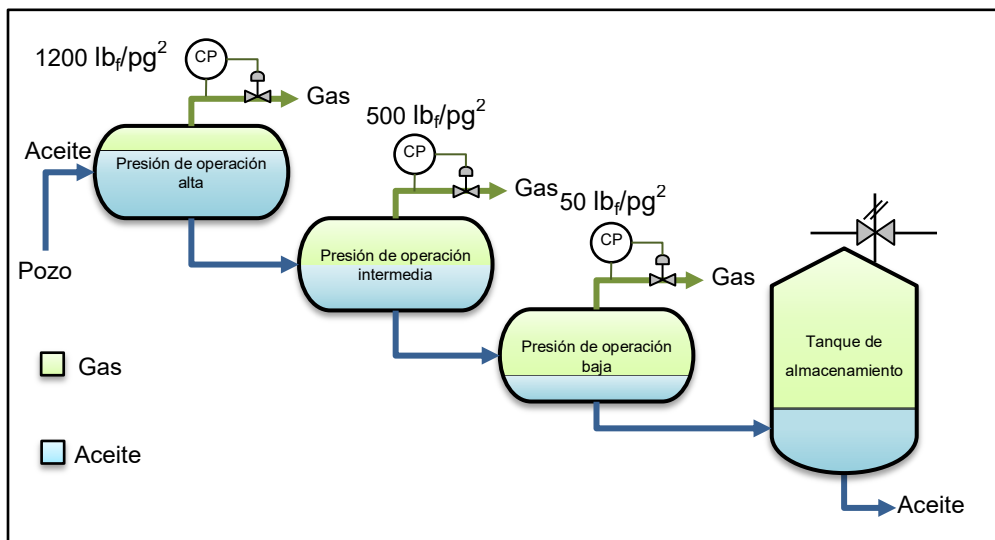 1200 lbf/pg²
CP
Gas
Aceite
Presión de operación
alta
Pozo
500 lbf/pg²
CP
Gas
Presión de operación
intermedia
50 lbf/pg²
CP
Gas
Presión de operación
baja
Tanque de
almacenamiento
Gas
Aceite
Aceite